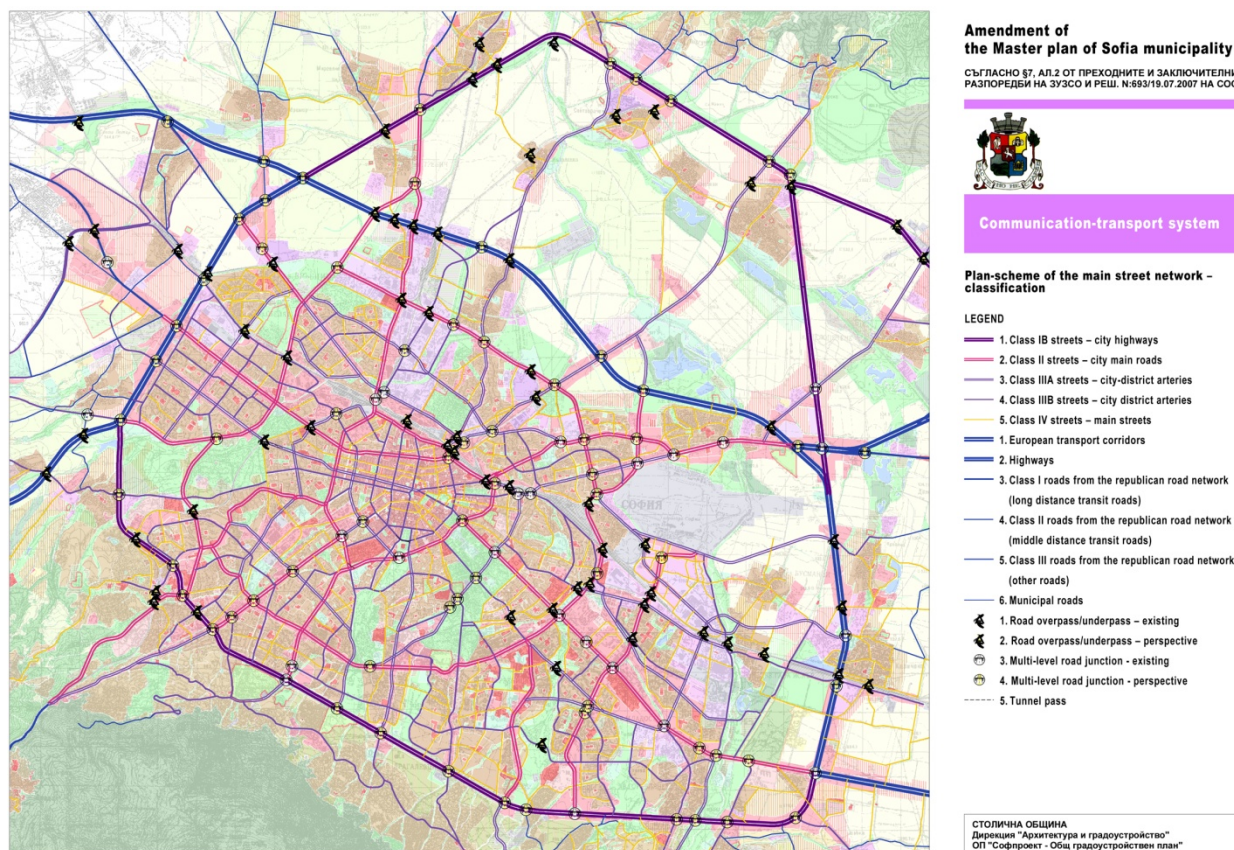 Amendment of
the Master plan of Sofia municipality
СЪГЛАСНО §7, АЛ.2 ОТ ПРЕХОДНИТЕ И ЗАКЛЮЧИТЕЛНИ
РАЗПОРЕДБИ НА ЗУЗСО И РЕШ. N:693/19.07.2007 НА СОС
Communication-transport system
Plan-scheme of the main street network –
classification
LEGEND
1. Class IB streets – city highways
2. Class II streets – city main roads
3. Class IIIA streets – city-district arteries
4. Class IIIB streets – city district arteries
5. Class IV streets – main streets
1. European transport corridors
2. Highways
3. Class I roads from the republican road network
(long distance transit roads)
4. Class II roads from the republican road network
(middle distance transit roads)
5. Class III roads from the republican road network
(other roads)
6. Municipal roads
1. Road overpass/underpass – existing
2. Road overpass/underpass – perspective
3. Multi-level road junction - existing
4. Multi-level road junction - perspective
5. Tunnel pass
СОФИЯ
СТОЛИЧНА ОБЩИНА
Дирекция "Архитектура и градоустройство"
ОП "Софпроект - Общ градоустройствен план"